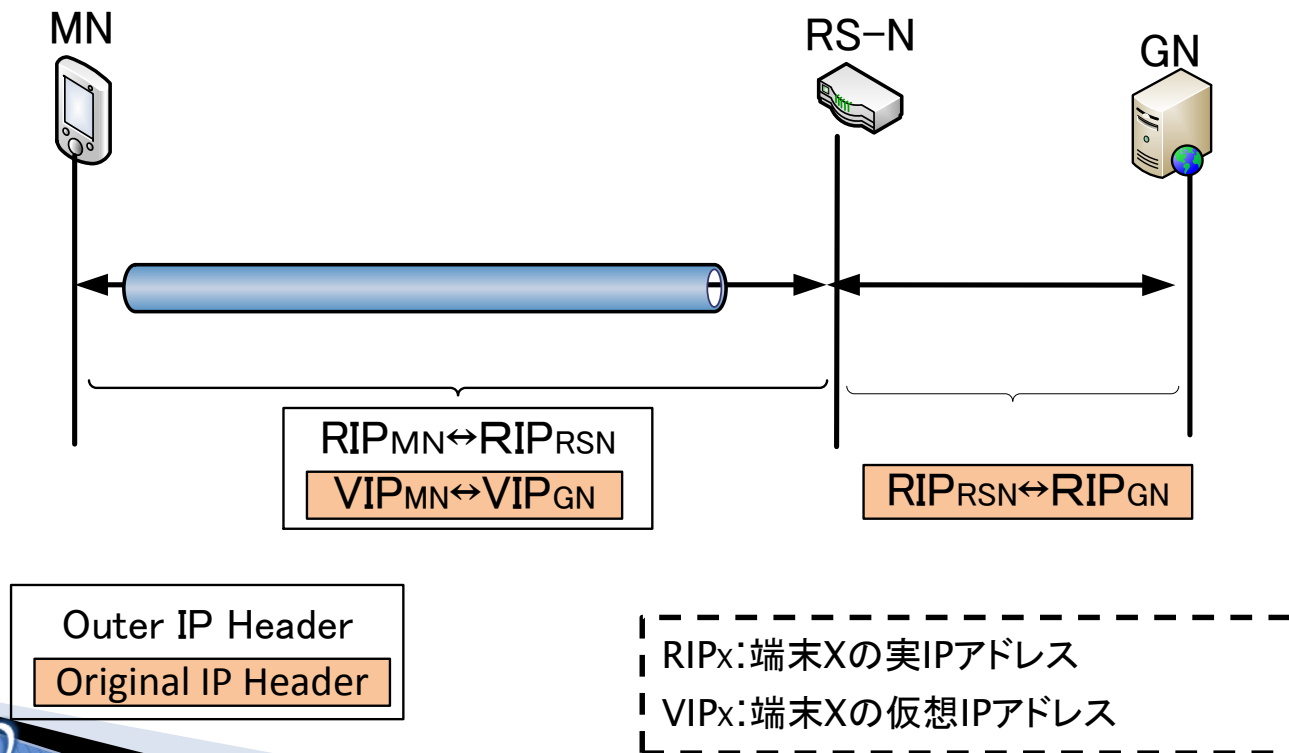 MN
RS-N
GN
RIPMN↔RIPRSN
VIPMN↔VIPGN
RIPRSN↔RIPGN
Outer IP Header
Original IP Header
RIPX:端末Xの実IPアドレス
VIPX:端末Xの仮想IPアドレス